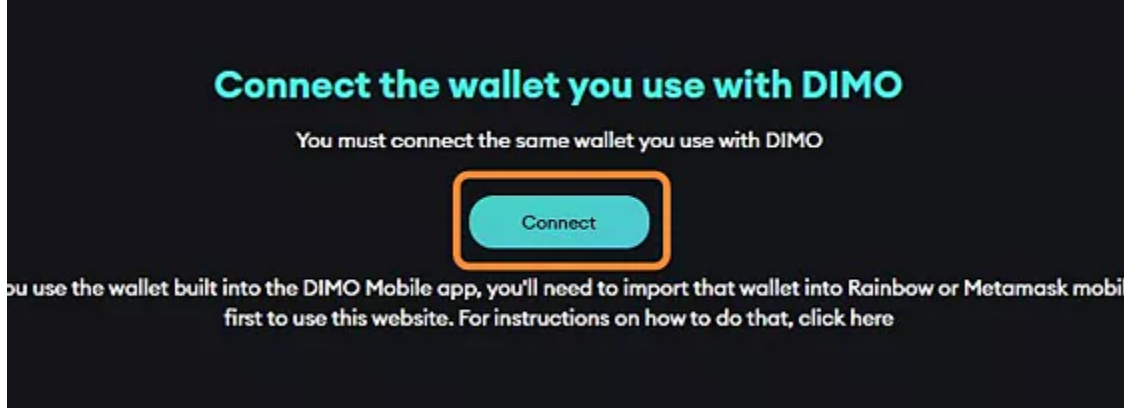 Connect the wallet you use with DIMO
You must connect the same wallet you use with DIMO
Connect
ou use the wallet built into the DIMO Mobile app, you'll need to import that wallet into Rainbow or Metamask mobil
first to use this website. For instructions on how to do that, click here